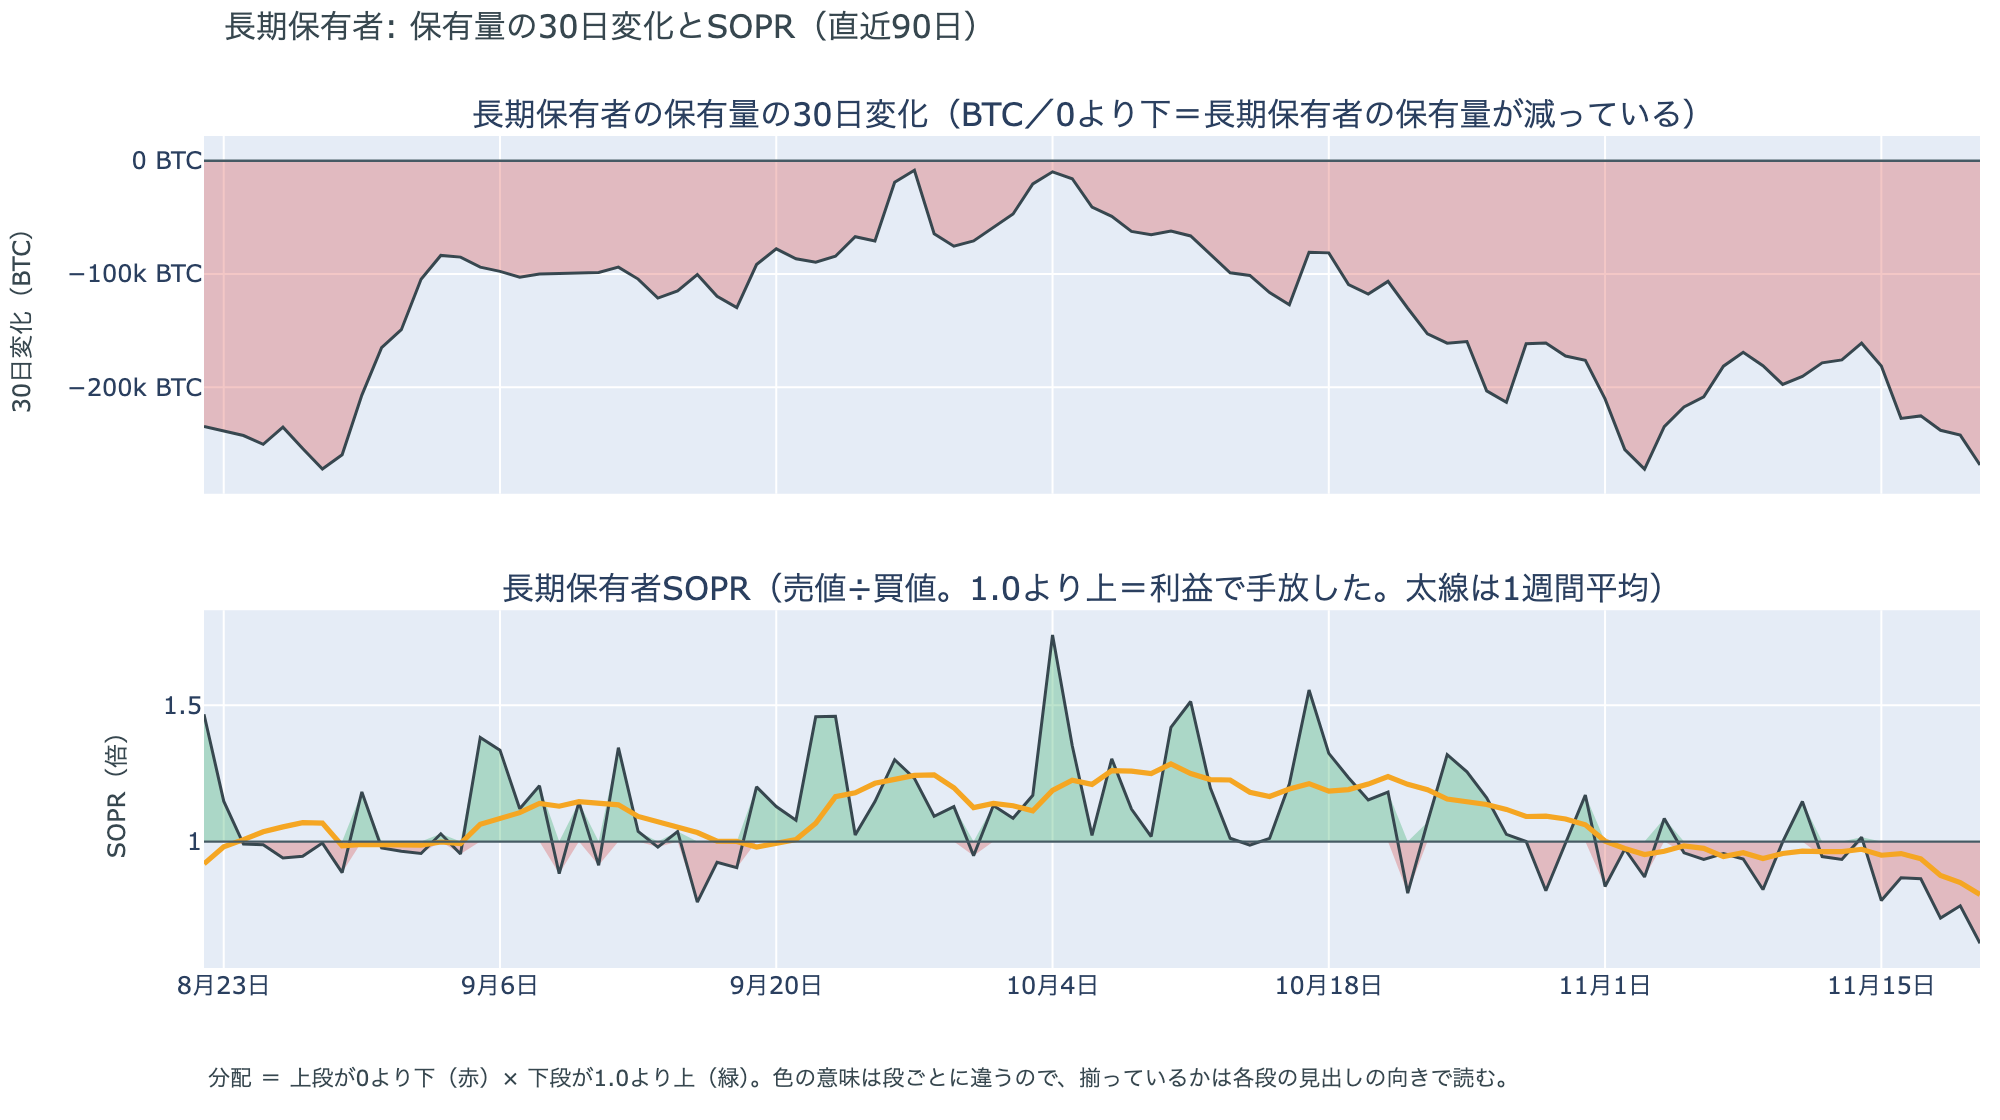 長期保有者: 保有量の30日変化とSOPR（直近90日）
長期保有者の保有量の30日変化（BTC／0より下＝長期保有者の保有量が減っている）
0 BTC
−100k BTC
−200k BTC
30日変化（BTC）
長期保有者SOPR（売値÷買値。1.0より上＝利益で手放した。太線は1週間平均）
1.5
1
SOPR（倍）
8月23日
9月6日
9月20日
10月4日
10月18日
11月1日
11月15日
分配 ＝ 上段が0より下（赤）× 下段が1.0より上（緑）。色の意味は段ごとに違うので、揃っているかは各段の見出しの向きで読む。